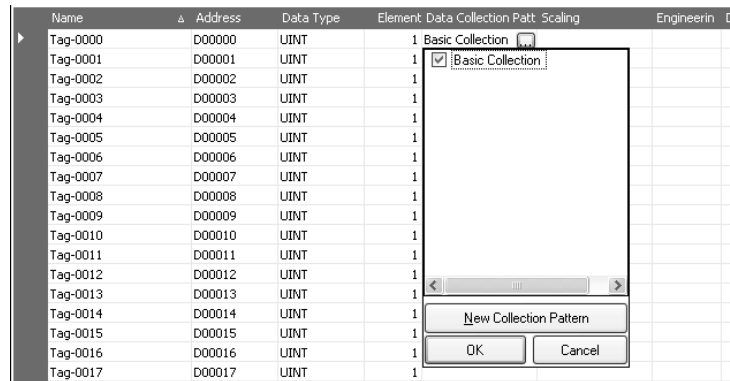 Name Address Data Type Element Data Collection Patt Scaling Engineerin
Tag-0000 D00000 UINT 1 Basic Collection ...
Tag-0001 D00001 UINT 1 Basic Collection
Tag-0002 D00002 UINT 1
Tag-0003 D00003 UINT 1
Tag-0004 D00004 UINT 1
Tag-0005 D00005 UINT 1
Tag-0006 D00006 UINT 1
Tag-0007 D00007 UINT 1
Tag-0008 D00008 UINT 1
Tag-0009 D00009 UINT 1
Tag-0010 D00010 UINT 1
Tag-0011 D00011 UINT 1
Tag-0012 D00012 UINT 1
Tag-0013 D00013 UINT 1
Tag-0014 D00014 UINT 1 New Collection Pattern
Tag-0015 D00015 UINT 1
Tag-0016 D00016 UINT 1 OK Cancel
Tag-0017 D00017 UINT 1